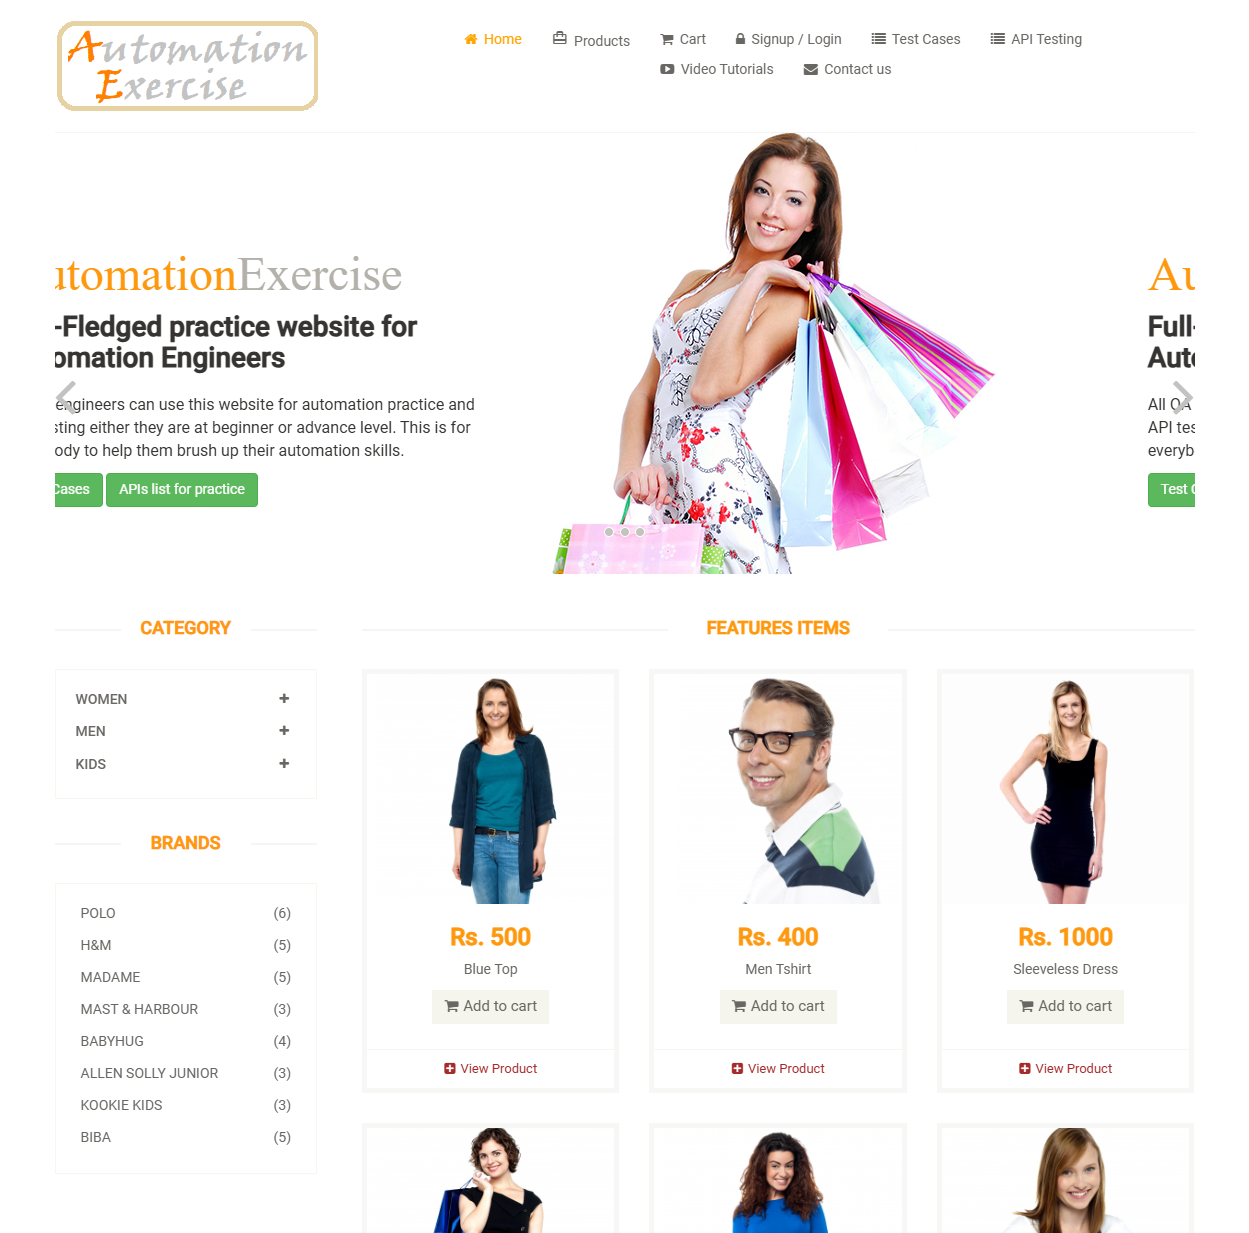 Automation
Exercise
Home
Products
Cart
Signup / Login
Test Cases
API Testing
Video Tutorials
Contact us
utomationExercise
-Fledged practice website for
omation Engineers
engineers can use this website for automation practice and
sting either they are at beginner or advance level. This is for
ody to help them brush up their automation skills.
Cases
APIs list for practice
Au
Full-
Auto
All QA
API tes
everyb
Test C
CATEGORY
WOMEN
MEN
KIDS
BRANDS
POLO (6)
H&M (5)
MADAME (5)
MAST & HARBOUR (3)
BABYHUG (4)
ALLEN SOLLY JUNIOR (3)
KOOKIE KIDS (3)
BIBA (5)
FEATURES ITEMS
Rs. 500
Blue Top
Add to cart
View Product
Rs. 400
Men Tshirt
Add to cart
View Product
Rs. 1000
Sleeveless Dress
Add to cart
View Product